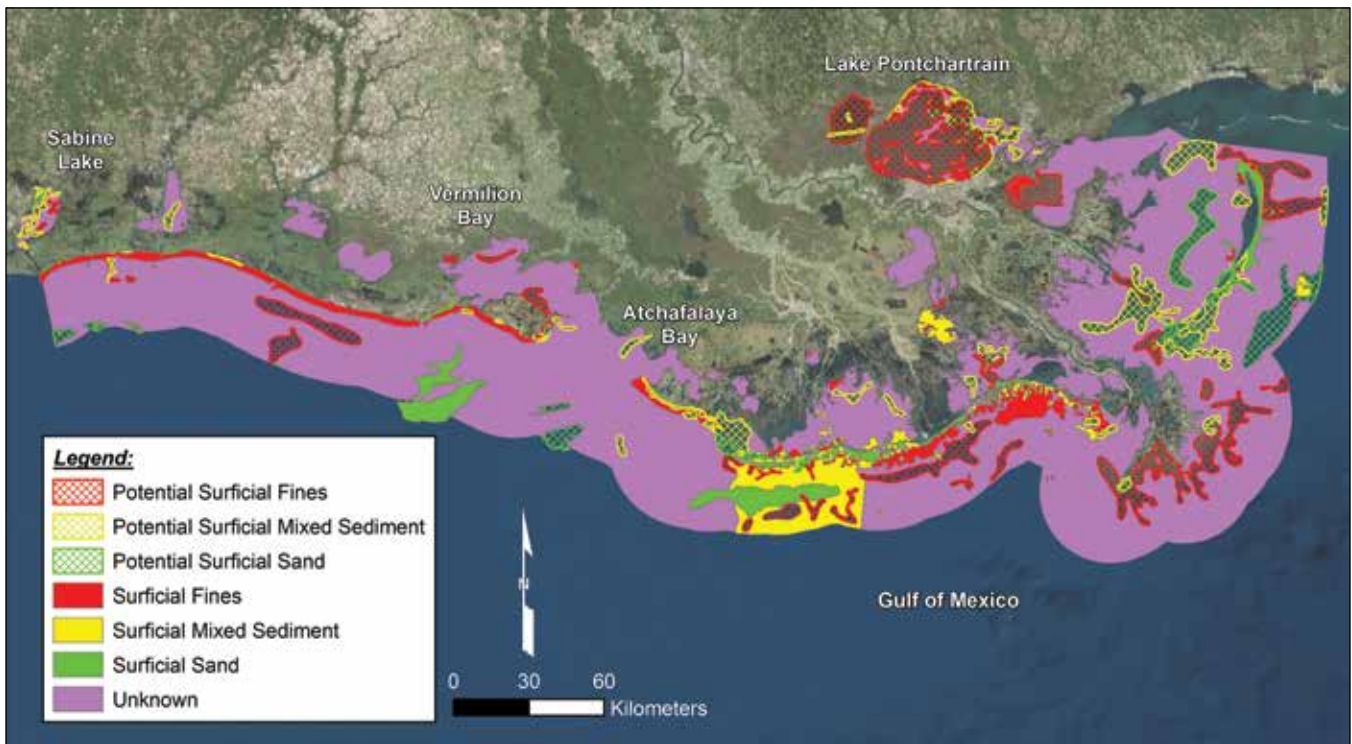 Lake Pontchartrain
Sabine
Lake
Vermilion
Bay
Atchafalaya
Bay
Legend:
Potential Surficial Fines
Potential Surficial Mixed Sediment
Potential Surficial Sand
Surficial Fines
Surficial Mixed Sediment
Surficial Sand
Unknown
N
Gulf of Mexico
0 30 60
Kilometers